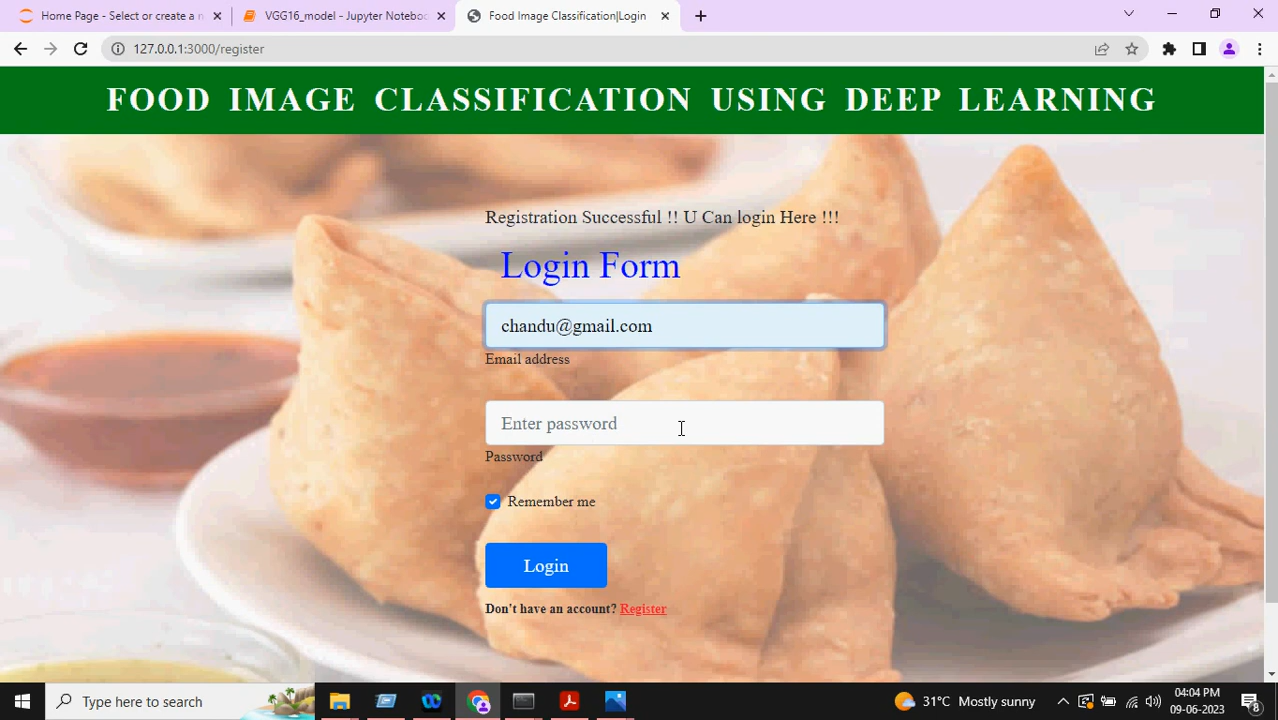 Home Page - Select or create a n
VGG16_model - Jupyter Noteboo
Food Image Classification|Login
127.0.0.1:3000/register
FOOD IMAGE CLASSIFICATION USING DEEP LEARNING
Registration Successful !! U Can login Here !!!
Login Form
chandu@gmail.com
Email address
Enter password
Password
Remember me
Login
Don't have an account? Register
Type here to search
31°C Mostly sunny
04:04 PM
09-06-2023
8